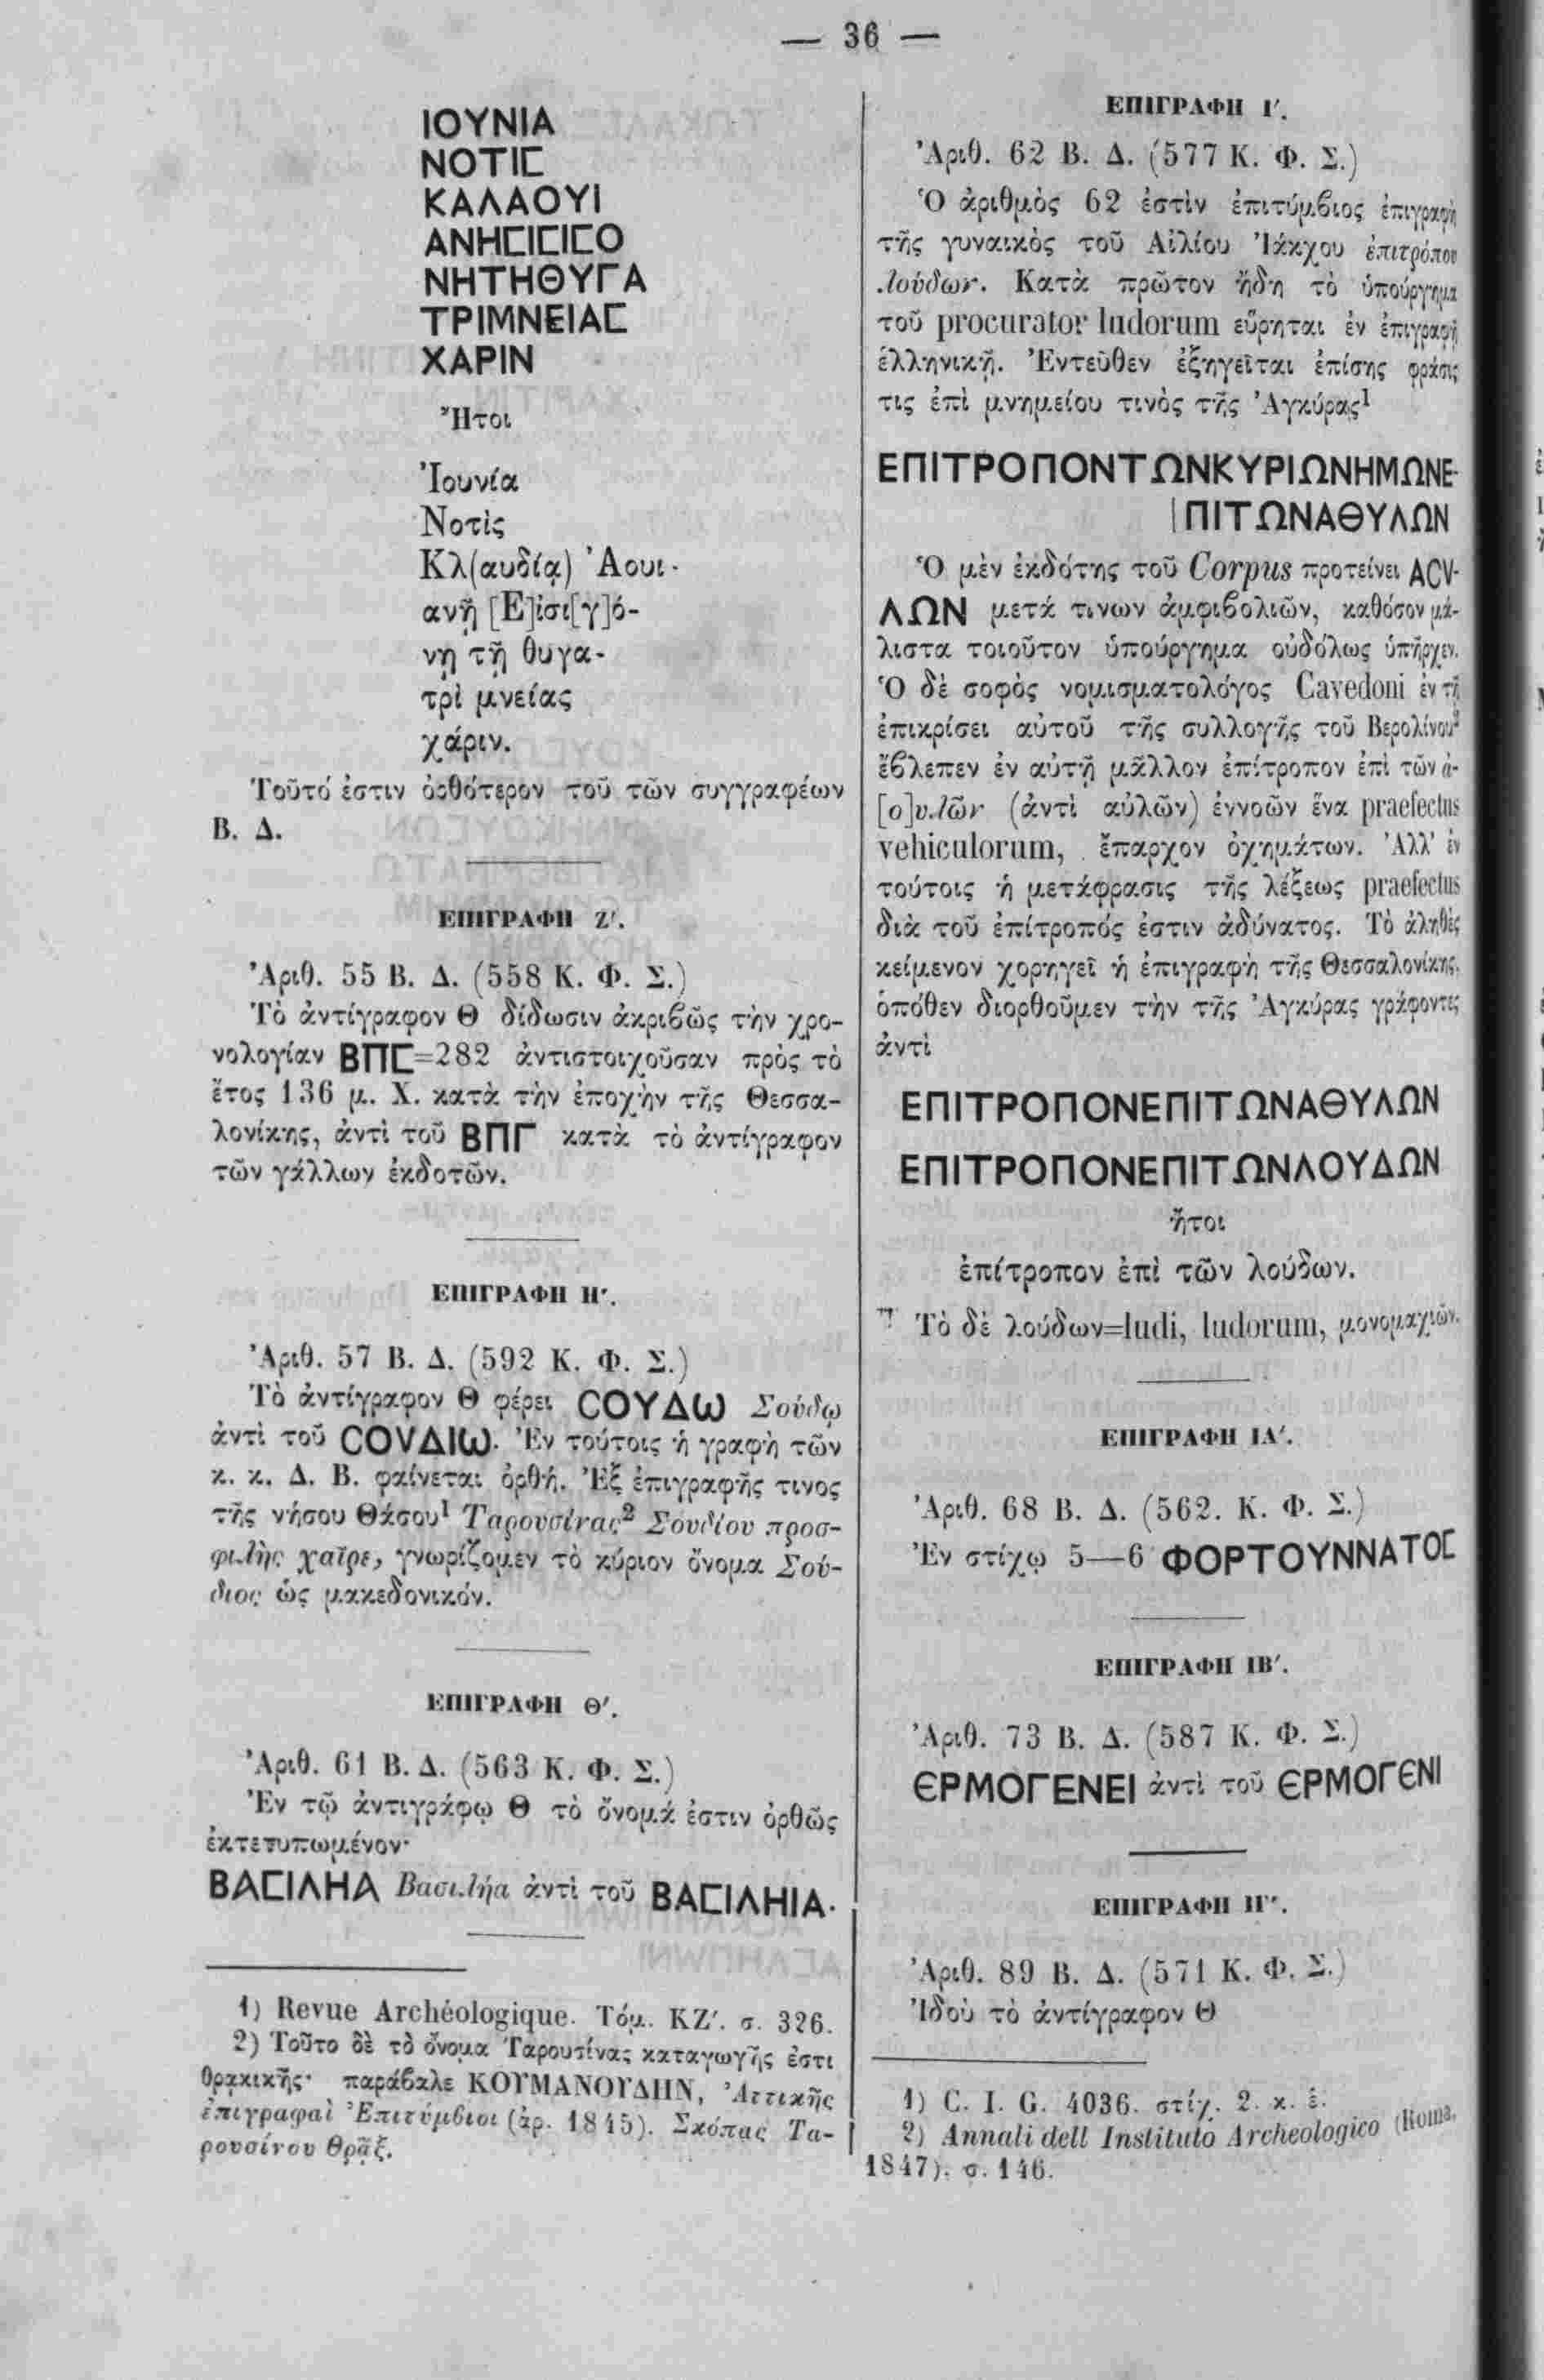 — 36 —
ΙΟΥΝΙΑ
ΝΟΤΙΣ
ΚΑΛΑΟΥΙ
ΑΝΗΣΙΣΙΣΟ
ΝΗΤΗΘΥΓΑ
ΤΡΙΜΝΕΙΑΣ
ΧΑΡΙΝ
Ἤτοι
Ἰουνία
Νοτὶς
Κλ(αυδίᾳ) Ἀουι-
ανῇ [Ε]ἰσι[γ]ό-
νῃ τῇ θυγα-
τρὶ μνείας
χάριν.
Τοῦτό ἐστιν ὀρθότερον τοῦ τῶν συγγραφέων
Β. Δ.
ΕΠΙΓΡΑΦΗ Ζʹ.
Ἀριθ. 55 Β. Δ. (558 Κ. Φ. Σ.)
Τὸ ἀντίγραφον Θ δίδωσιν ἀκριβῶς τὴν χρο-
νολογίαν ΒΠΣ=282 ἀντιστοιχοῦσαν πρὸς τὸ
ἔτος 136 μ. Χ. κατὰ τὴν ἐποχὴν τῆς Θεσσα-
λονίκης, ἀντὶ τοῦ ΒΠΓ κατὰ τὸ ἀντίγραφον
τῶν γάλλων ἐκδοτῶν.
ΕΠΙΓΡΑΦΗ Ηʹ.
Ἀριθ. 57 Β. Δ. (592 Κ. Φ. Σ.)
Τὸ ἀντίγραφον Θ φέρει CΟΥΔω Σούδῳ
ἀντὶ τοῦ CΟVΔΙω. Ἐν τούτοις ἡ γραφὴ τῶν
κ. κ. Δ. Β. φαίνεται ὀρθή. Ἐξ ἐπιγραφῆς τινος
τῆς νήσου Θάσου¹ Ταρουσίνας² Σουδίου προσ-
φιλὴς χαῖρε, γνωρίζομεν τὸ κύριον ὄνομα Σού-
διος ὡς μακεδονικόν.
ΕΠΙΓΡΑΦΗ Θʹ.
Ἀριθ. 61 Β. Δ. (563 Κ. Φ. Σ.)
Ἐν τῷ ἀντιγράφῳ Θ τὸ ὄνομά ἐστιν ὀρθῶς
ἐκτετυπωμένον·
ΒΑΣΙΛΗΑ Βασιλήα ἀντὶ τοῦ ΒΑΣΙΛΗΙΑ.
1) Revue Archéologique. Τόμ. ΚΖʹ. σ. 326.
2) Τοῦτο δὲ τὸ ὄνομα Ταρουσίνας καταγωγῆς ἐστι
θρᾳκικῆς· παράβαλε ΚΟΥΜΑΝΟΥΔΗΝ, Ἀττικῆς
ἐπιγραφαὶ Ἐπιτύμβιοι (ἀρ. 1845). Σκόπας Τα-
ρουσίνου Θρᾷξ.
ΕΠΙΓΡΑΦΗ Ιʹ.
Ἀριθ. 62 Β. Δ. (577 Κ. Φ. Σ.)
Ὁ ἀριθμὸς 62 ἐστὶν ἐπιτύμβιος ἐπιγραφὴ
τῆς γυναικὸς τοῦ Αἰλίου Ἰάκχου ἐπιτρόπου
λούδων. Κατὰ πρῶτον ἤδη τὸ ὑπούργημα
τοῦ procurator ludorum εὕρηται ἐν ἐπιγραφῇ
ἑλληνικῇ. Ἐντεῦθεν ἐξηγεῖται ἐπίσης φράσις
τις ἐπὶ μνημείου τινὸς τῆς Ἀγκύρας¹
ΕΠΙΤΡΟΠΟΝΤΩΝΚΥΡΙΩΝΗΜΩΝΕ-
|ΠΙΤΩΝΑΘΥΛΩΝ
Ὁ μὲν ἐκδότης τοῦ Corpus προτείνει ΑCV-
ΛΩΝ μετά τινων ἀμφιβολιῶν, καθόσον μά-
λιστα τοιοῦτον ὑπούργημα οὐδόλως ὑπῆρχεν.
Ὁ δὲ σοφὸς νομισματολόγος Cavedoni ἐν τῇ
ἐπικρίσει αὐτοῦ τῆς συλλογῆς τοῦ Βερολίνου²
ἔβλεπεν ἐν αὐτῇ μᾶλλον ἐπίτροπον ἐπὶ τῶν ἀ-
[ο]υλῶν (ἀντὶ αὐλῶν) ἐννοῶν ἕνα praefectus
vehiculorum, ἔπαρχον ὀχημάτων. Ἀλλ' ἐν
τούτοις ἡ μετάφρασις τῆς λέξεως praefectus
διὰ τοῦ ἐπίτροπός ἐστιν ἀδύνατος. Τὸ ἀληθὲς
κείμενον χορηγεῖ ἡ ἐπιγραφὴ τῆς Θεσσαλονίκης,
ὁπόθεν διορθοῦμεν τὴν τῆς Ἀγκύρας γράφοντες
ἀντὶ
ΕΠΙΤΡΟΠΟΝΕΠΙΤΩΝΑΘΥΛΩΝ
ΕΠΙΤΡΟΠΟΝΕΠΙΤΩΝΛΟΥΔΩΝ
ἤτοι
ἐπίτροπον ἐπὶ τῶν λούδων.
Τὸ δὲ λούδων=ludi, ludorum, μονομαχιῶν.
ΕΠΙΓΡΑΦΗ ΙΑʹ.
Ἀριθ. 68 Β. Δ. (562. Κ. Φ. Σ.)
Ἐν στίχῳ 5—6 ΦΟΡΤΟΥΝΝΑΤΟΣ
ΕΠΙΓΡΑΦΗ ΙΒʹ.
Ἀριθ. 73 Β. Δ. (587 Κ. Φ. Σ.)
ЄΡΜΟΓΕΝΕΙ ἀντὶ τοῦ ЄΡΜΟΓЄΝΙ
ΕΠΙΓΡΑΦΗ ΙΓʹ.
Ἀριθ. 89 Β. Δ. (571 Κ. Φ. Σ.)
Ἰδοὺ τὸ ἀντίγραφον Θ
1) C. I. G. 4036. στίχ. 2. κ. ἑ.
2) Annali dell Instituto Archeologico (Roma.
1847). σ. 146.